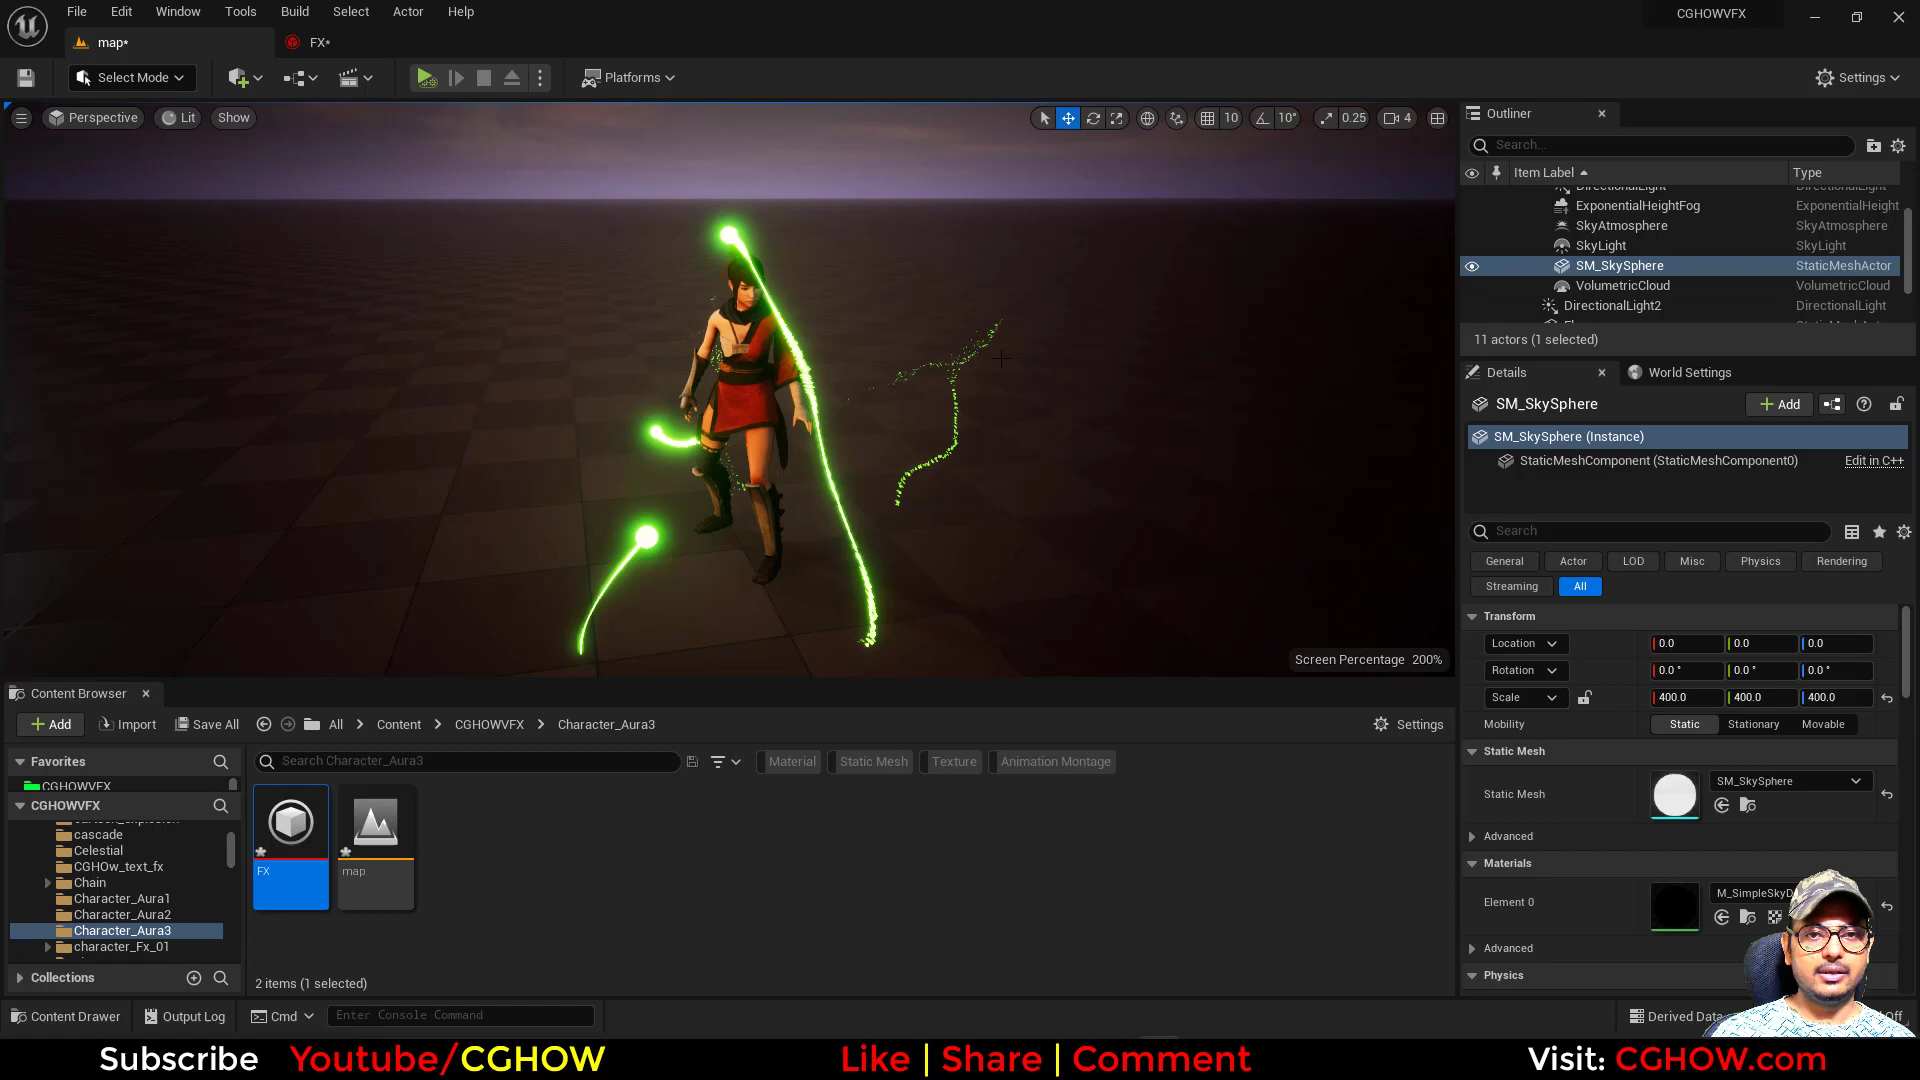 File Edit Window Tools Build Select Actor Help
CGHOWVFX
map*
FX*
Select Mode
Platforms
Settings
Perspective
Lit
Show
10
10°
0.25
4
Screen Percentage 200%
Outliner
Search...
Item Label
Type
ExponentialHeightFog ExponentialHeight
SkyAtmosphere SkyAtmosphere
SkyLight SkyLight
SM_SkySphere StaticMeshActor
VolumetricCloud VolumetricCloud
DirectionalLight2 DirectionalLight
11 actors (1 selected)
Details
World Settings
SM_SkySphere
Add
SM_SkySphere (Instance)
StaticMeshComponent (StaticMeshComponent0)
Edit in C++
Search
General Actor LOD Misc Physics Rendering
Streaming All
Transform
Location 0.0 0.0 0.0
Rotation 0.0° 0.0° 0.0°
Scale 400.0 400.0 400.0
Mobility Static Stationary Movable
Static Mesh
Static Mesh
SM_SkySphere
Advanced
Materials
Element 0
M_SimpleSkyD
Advanced
Physics
Content Browser
Add Import Save All All Content CGHOWVFX Character_Aura3 Settings
Favorites
CGHOWVFX
CGHOWVFX
cascade
Celestial
CGHOw_text_fx
Chain
Character_Aura1
Character_Aura2
Character_Aura3
character_Fx_01
Collections
Search Character_Aura3
Material Static Mesh Texture Animation Montage
FX
map
2 items (1 selected)
Content Drawer Output Log Cmd Enter Console Command
Derived Data
Off
Subscribe Youtube/CGHOW Like | Share | Comment Visit: CGHOW.com